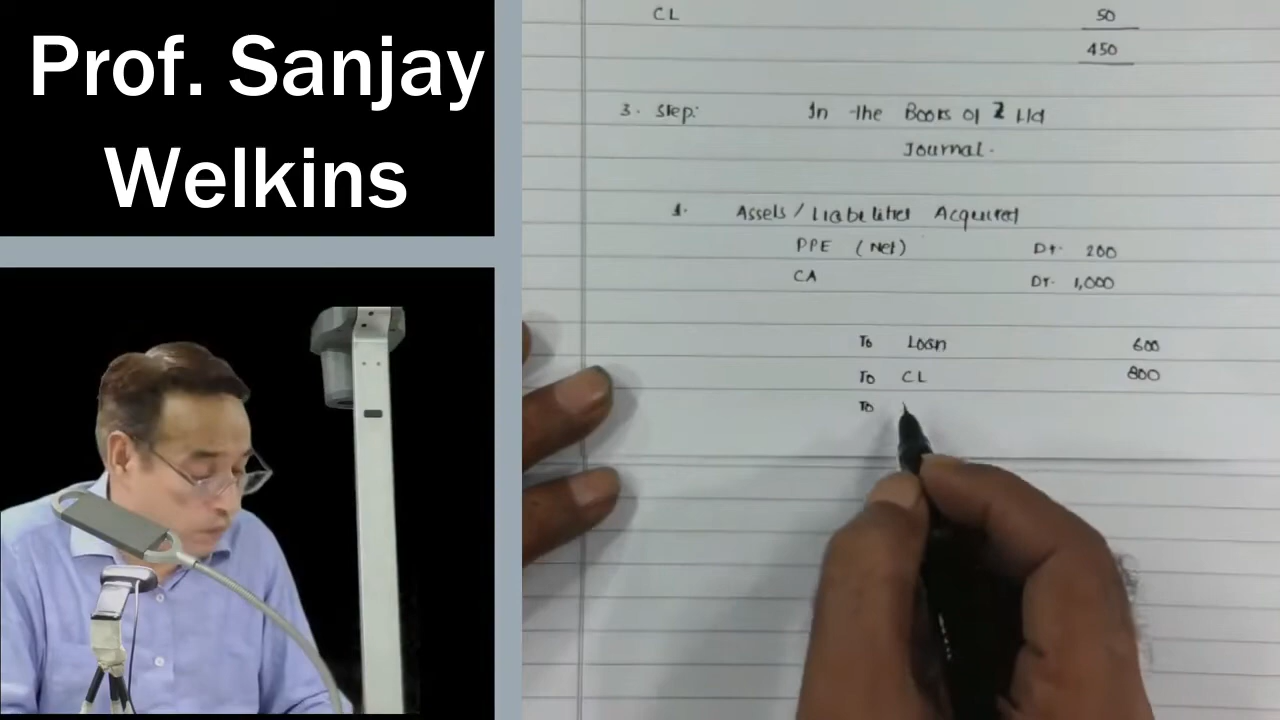 Prof. Sanjay
Welkins
CL 50
450
3. Step: In the Books of Z Ltd
Journal.
1. Assets / Liabilities Acquired
PPE (Net) Dr. 200
CA Dr. 1,000
To Loan 600
To CL 800
To